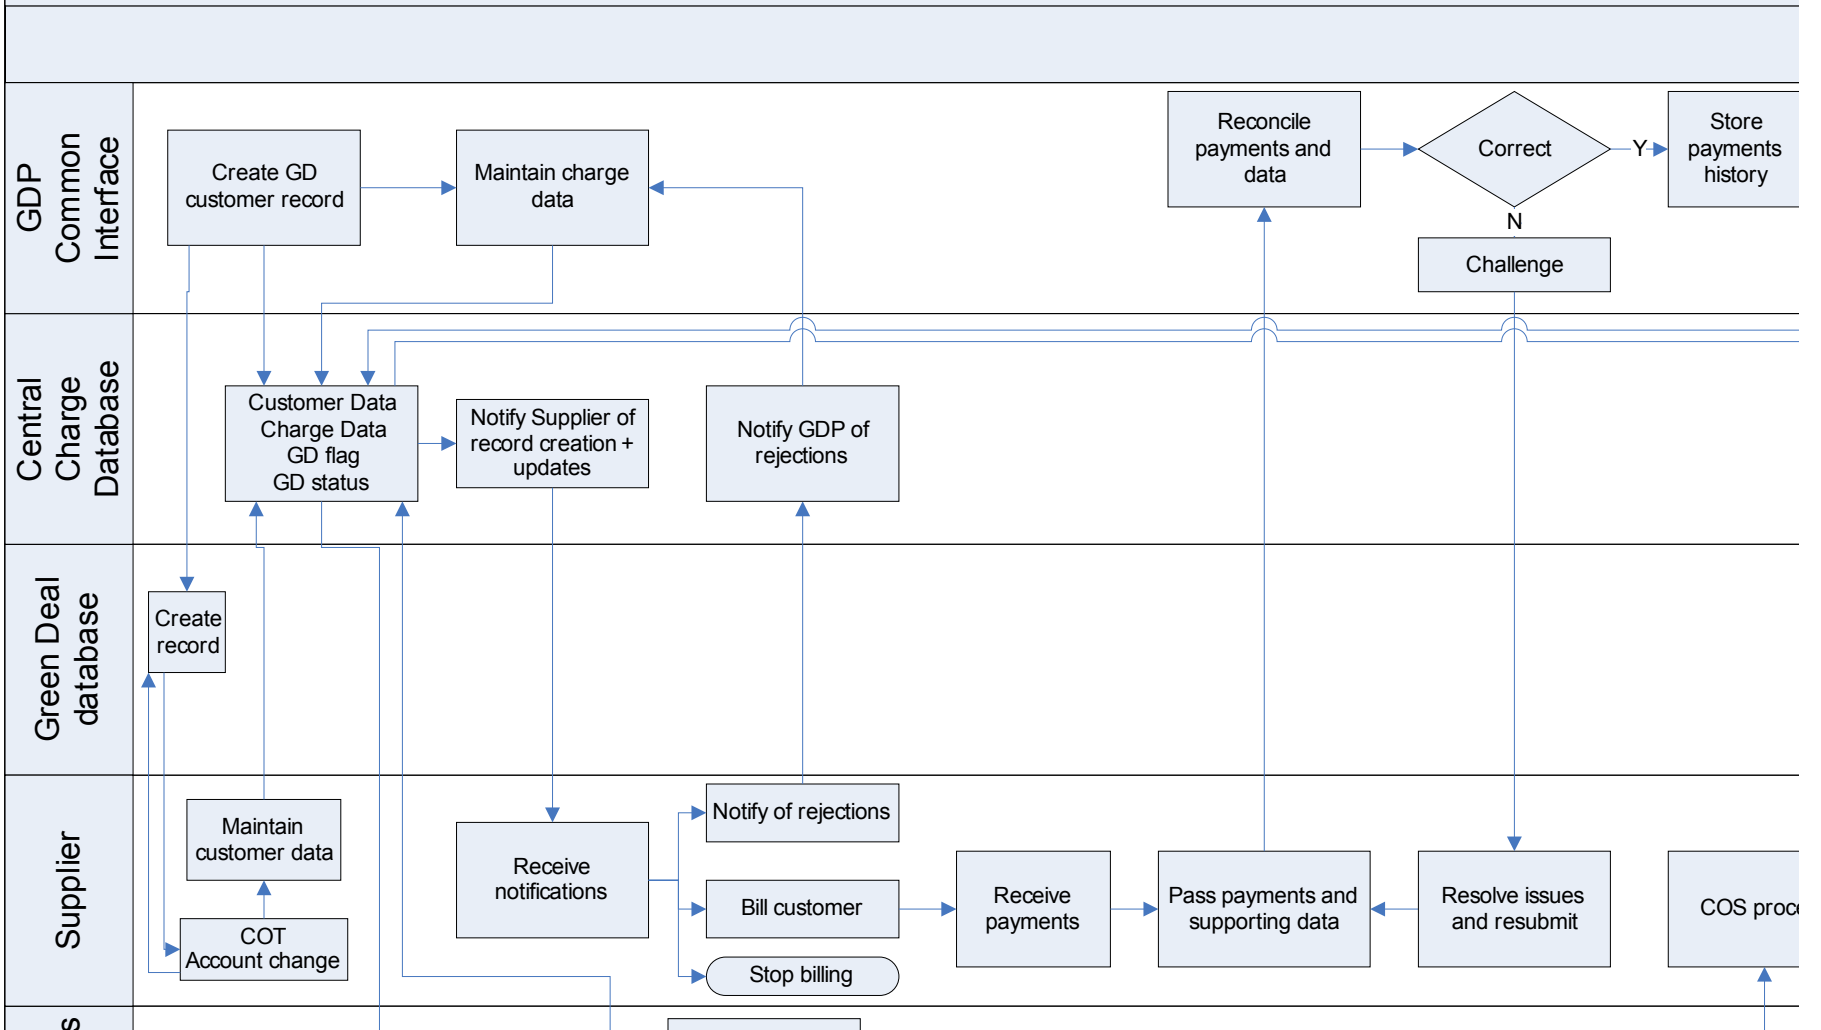 GDP
Common
Interface
Create GD
customer record
Maintain charge
data
Reconcile
payments and
data
Correct
Y
Store
payments
history
N
Challenge
Central
Charge
Database
Customer Data
Charge Data
GD flag
GD status
Notify Supplier of
record creation +
updates
Notify GDP of
rejections
Green Deal
database
Create
record
Supplier
Maintain
customer data
COT
Account change
Receive
notifications
Notify of rejections
Bill customer
Stop billing
Receive
payments
Pass payments and
supporting data
Resolve issues
and resubmit
COS proce
s